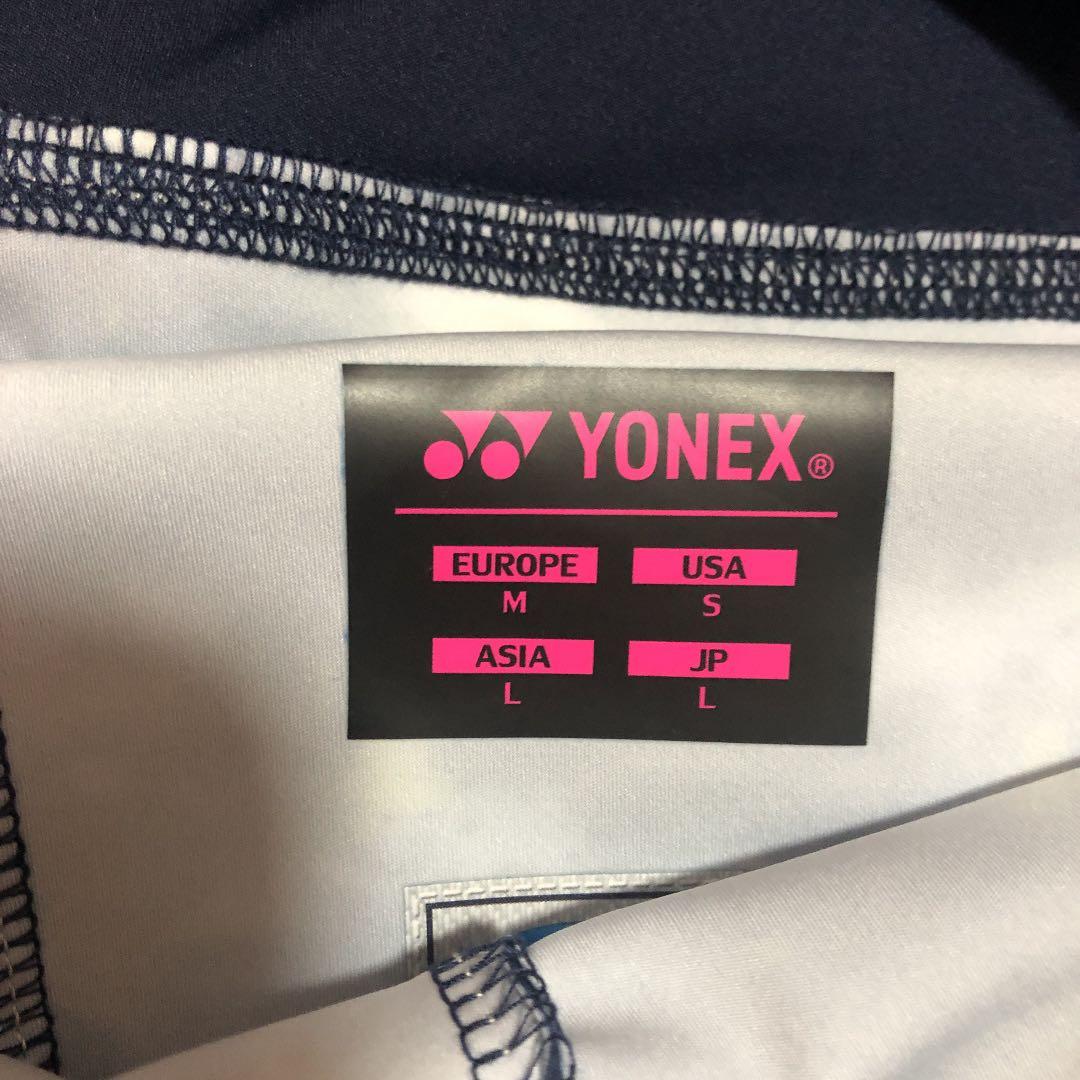 YONEX®
EUROPE USA
M S
ASIA JP
L L